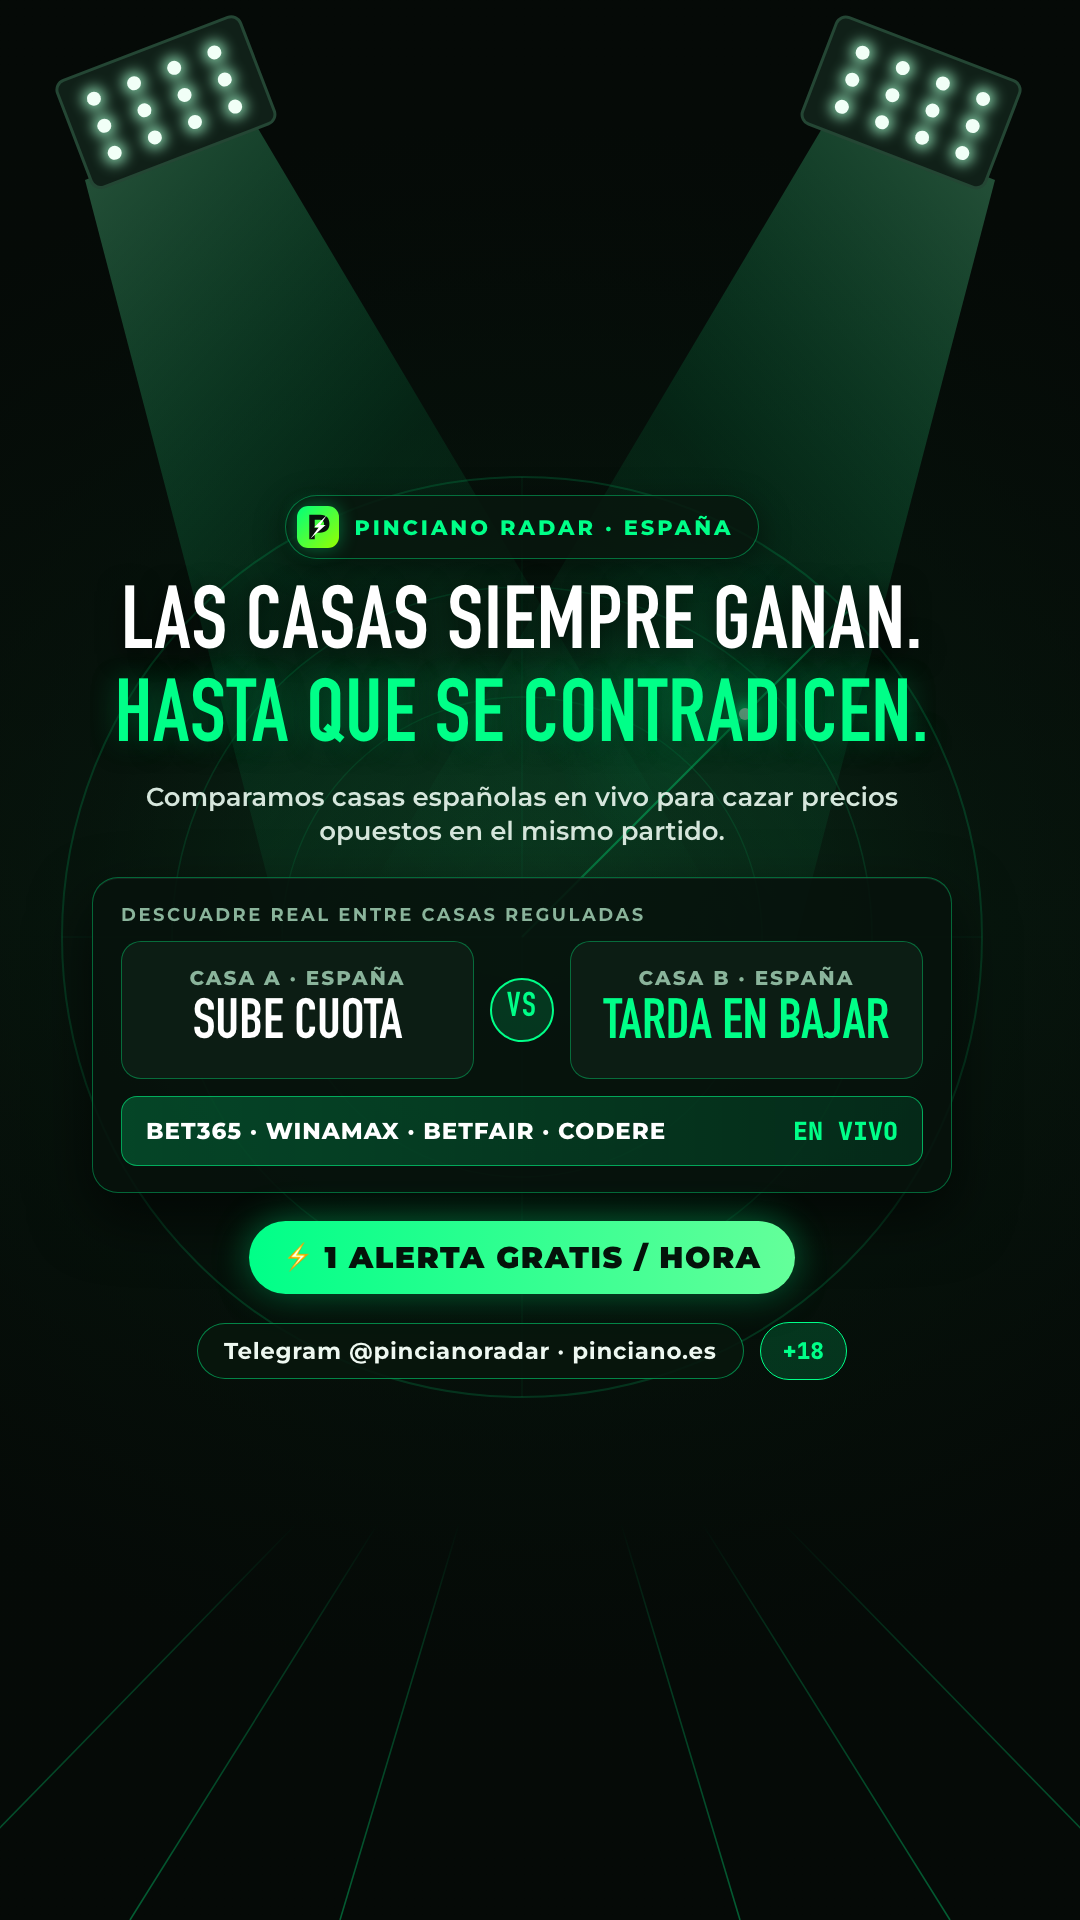 PINCIANO RADAR · ESPAÑA
LAS CASAS SIEMPRE GANAN.
HASTA QUE SE CONTRADICEN.
Comparamos casas españolas en vivo para cazar precios
opuestos en el mismo partido.
DESCUADRE REAL ENTRE CASAS REGULADAS
CASA A · ESPAÑA
SUBE CUOTA
VS
CASA B · ESPAÑA
TARDA EN BAJAR
BET365 · WINAMAX · BETFAIR · CODERE
EN VIVO
⚡ 1 ALERTA GRATIS / HORA
Telegram @pincianoradar · pinciano.es
+18